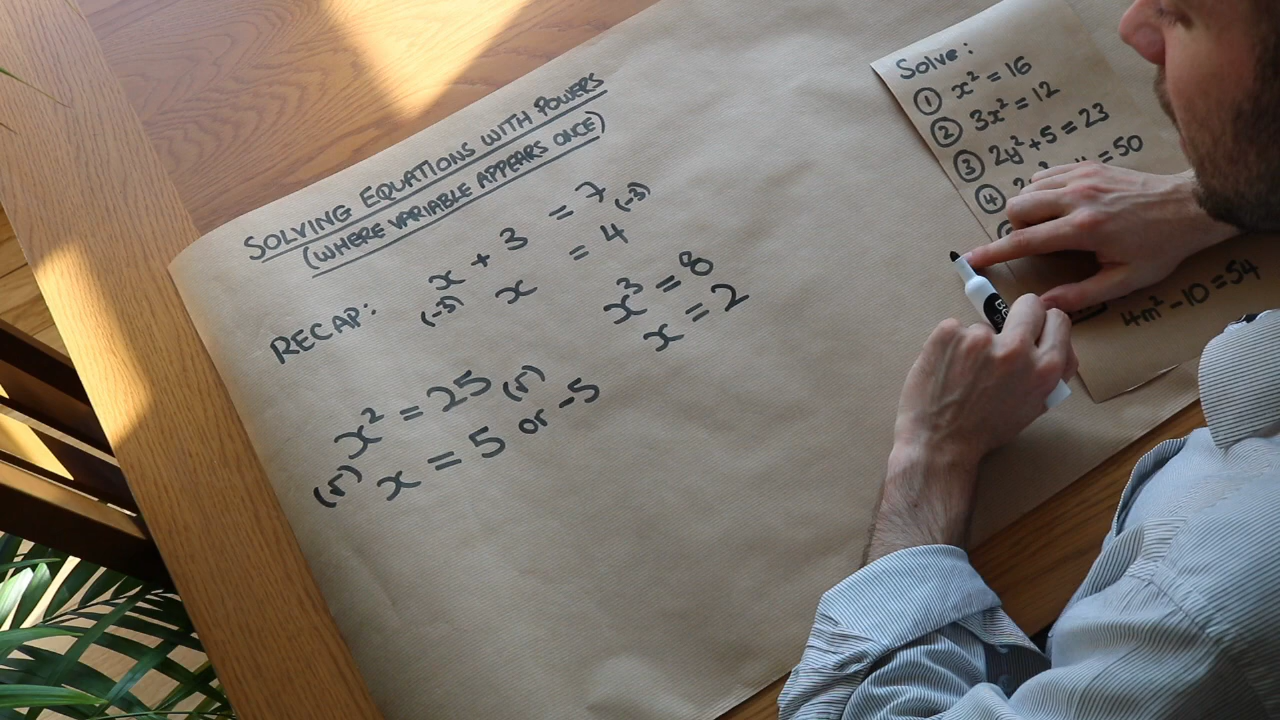 SOLVING EQUATIONS WITH POWERS
(WHERE VARIABLE APPEARS ONCE)
RECAP: x + 3 = 7
(-3) x = 4 (-3)
x³ = 8
x = 2
x² = 25
(√) x = 5 or -5 (√)
Solve:
① x² = 16
② 3x² = 12
③ 2y² + 5 = 23
④ = 50
4m² - 10 = 54